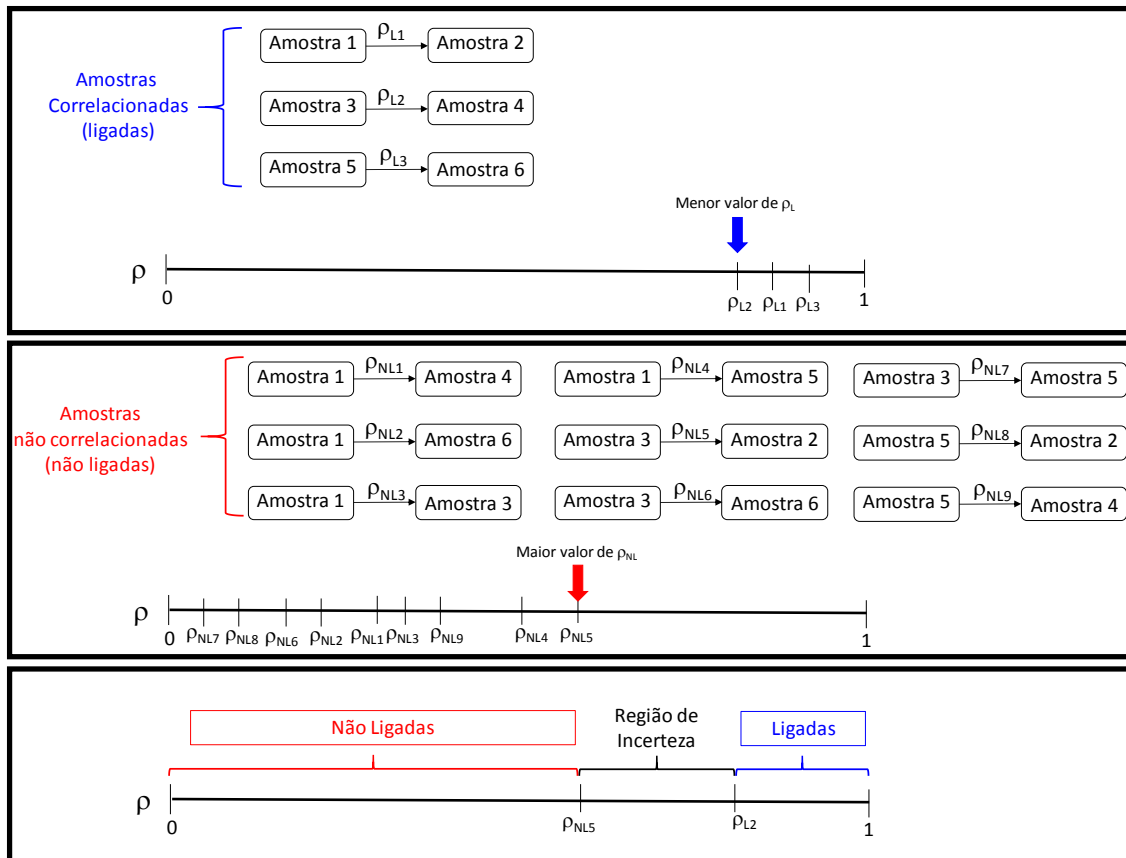 Amostras
Correlacionadas
(ligadas)
Amostra 1 ρL1 Amostra 2
Amostra 3 ρL2 Amostra 4
Amostra 5 ρL3 Amostra 6
Menor valor de ρL
ρ
0 ρL2 ρL1 ρL3 1
Amostras
não correlacionadas
(não ligadas)
Amostra 1 ρNL1 Amostra 4 Amostra 1 ρNL4 Amostra 5 Amostra 3 ρNL7 Amostra 5
Amostra 1 ρNL2 Amostra 6 Amostra 3 ρNL5 Amostra 2 Amostra 5 ρNL8 Amostra 2
Amostra 1 ρNL3 Amostra 3 Amostra 3 ρNL6 Amostra 6 Amostra 5 ρNL9 Amostra 4
Maior valor de ρNL
ρ
0 ρNL7 ρNL8 ρNL6 ρNL2 ρNL1 ρNL3 ρNL9 ρNL4 ρNL5 1
Não Ligadas
Região de
Incerteza
Ligadas
ρ
0 ρNL5 ρL2 1